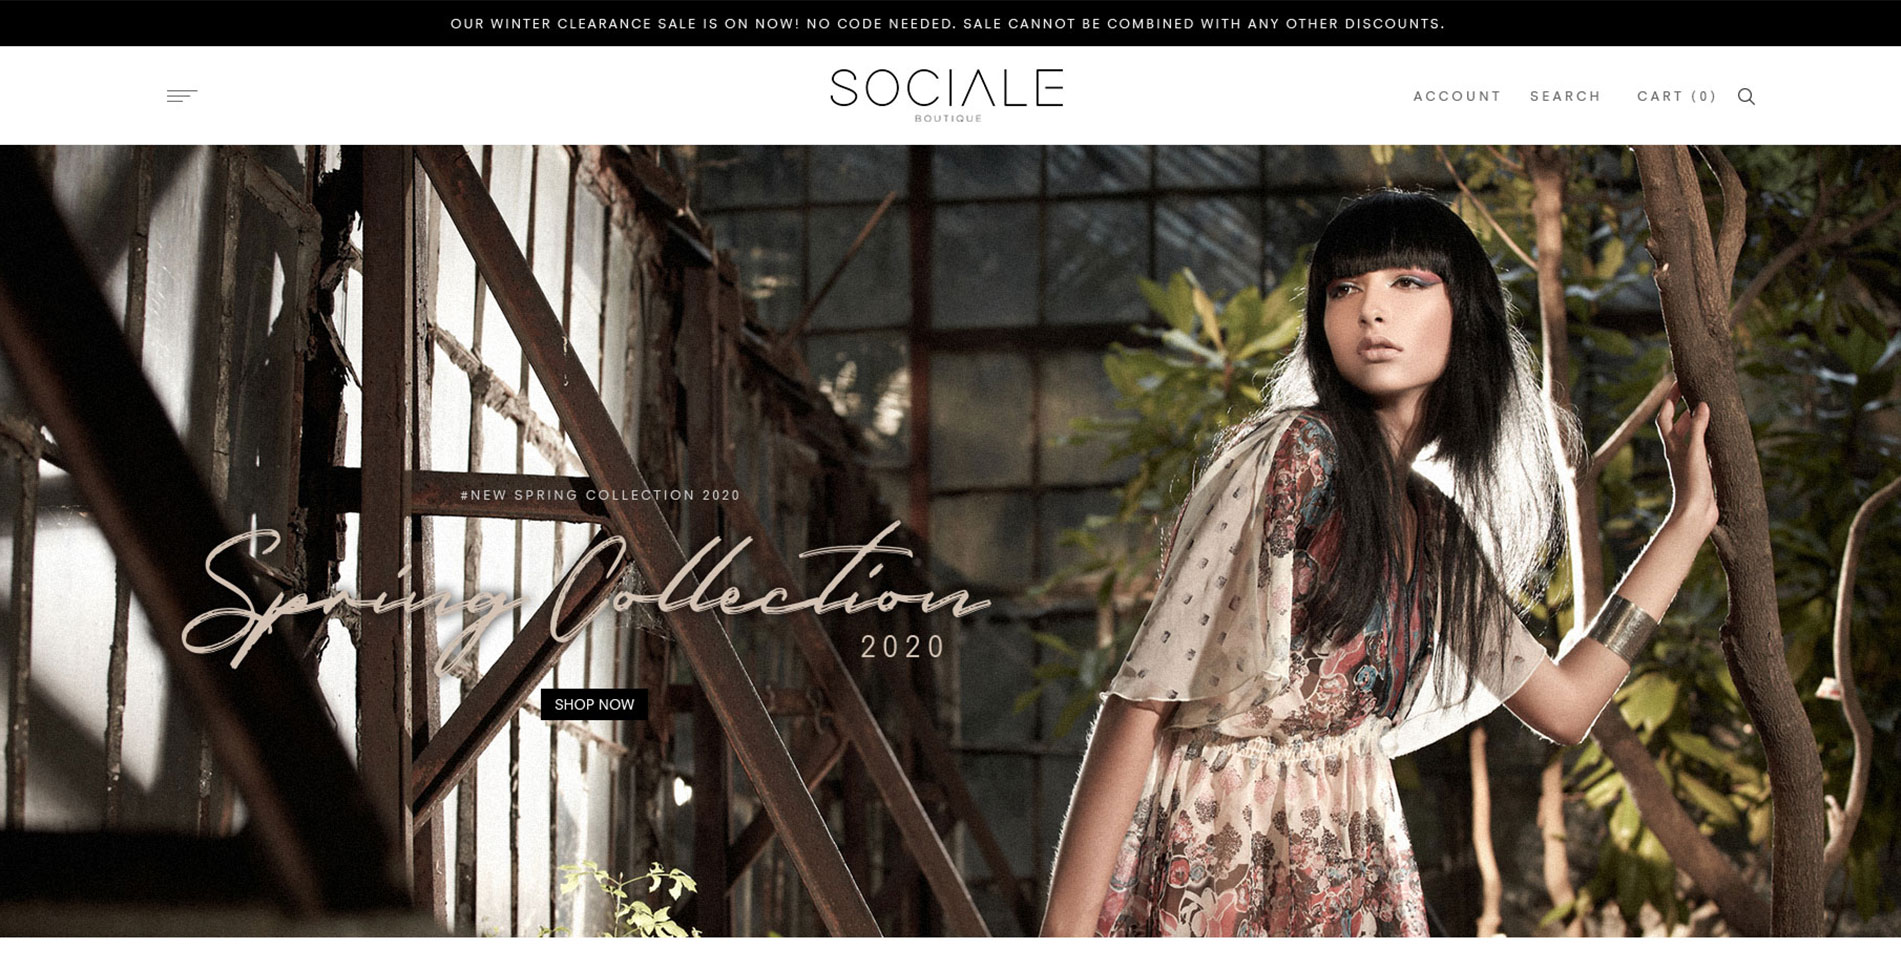 OUR WINTER CLEARANCE SALE IS ON NOW! NO CODE NEEDED. SALE CANNOT BE COMBINED WITH ANY OTHER DISCOUNTS.
SOCIALE
BOUTIQUE
ACCOUNT SEARCH CART (0)
#NEW SPRING COLLECTION 2020
Spring Collection
2020
SHOP NOW